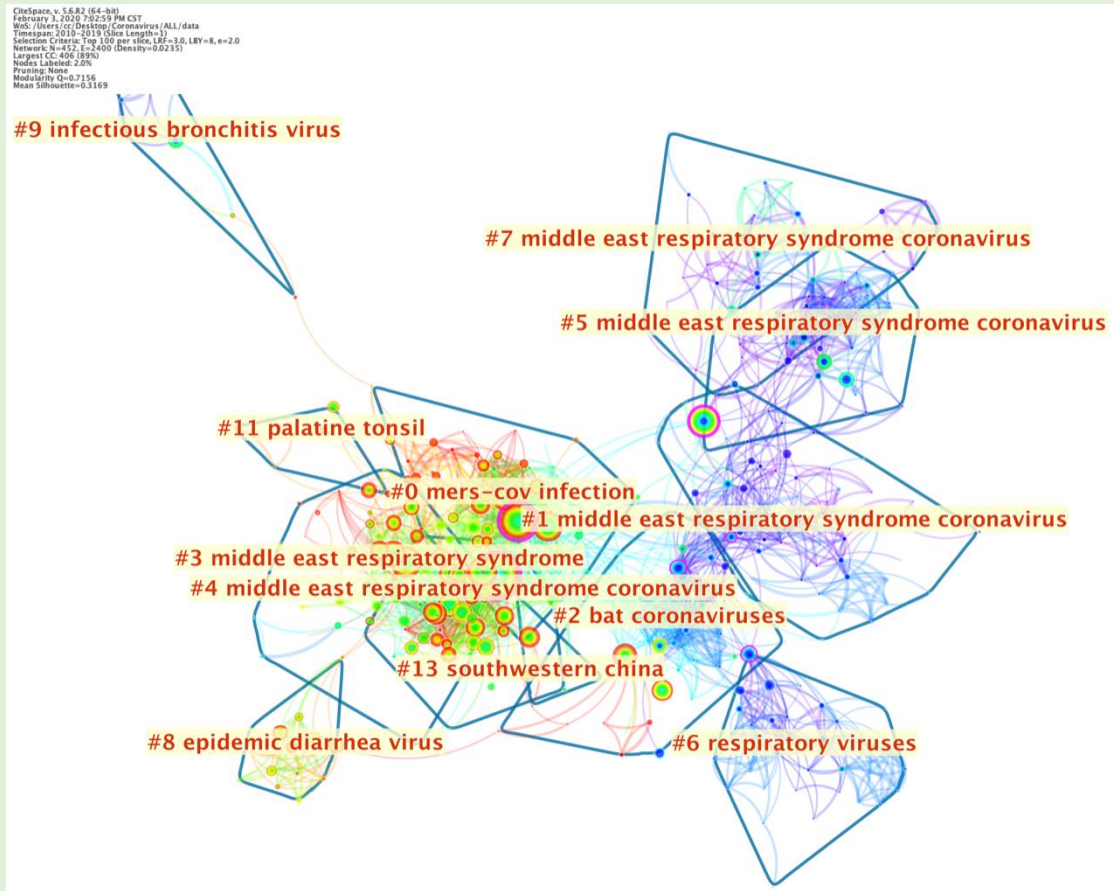 CiteSpace, v. 5.6.R2 (64-bit)
February 3, 2020 7:02:59 PM CST
WoS: /Users/cc/Desktop/Coronavirus/ALL/data
Timespan: 2010-2019 (Slice Length=1)
Selection Criteria: Top 100 per slice, LRF=3.0, LBY=8, e=2.0
Network: N=452, E=2400 (Density=0.0235)
Largest CC: 406 (89%)
Nodes Labeled: 2.0%
Pruning: None
Modularity Q=0.7156
Mean Silhouette=0.3169
#9 infectious bronchitis virus
#7 middle east respiratory syndrome coronavirus
#5 middle east respiratory syndrome coronavirus
#11 palatine tonsil
#0 mers-cov infection
#1 middle east respiratory syndrome coronavirus
#3 middle east respiratory syndrome
#4 middle east respiratory syndrome coronavirus
#2 bat coronaviruses
#13 southwestern china
#8 epidemic diarrhea virus
#6 respiratory viruses